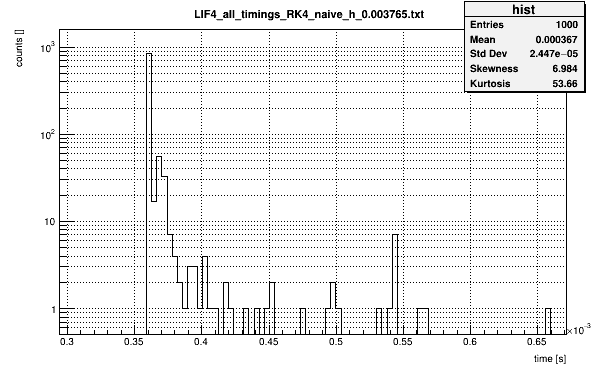 LIF4_all_timings_RK4_naive_h_0.003765.txt
hist
Entries 1000
Mean 0.000367
Std Dev 2.447e−05
Skewness 6.984
Kurtosis 53.66
counts []
10³
10²
10
1
0.3 0.35 0.4 0.45 0.5 0.55 0.6 0.65
×10⁻³
time [s]